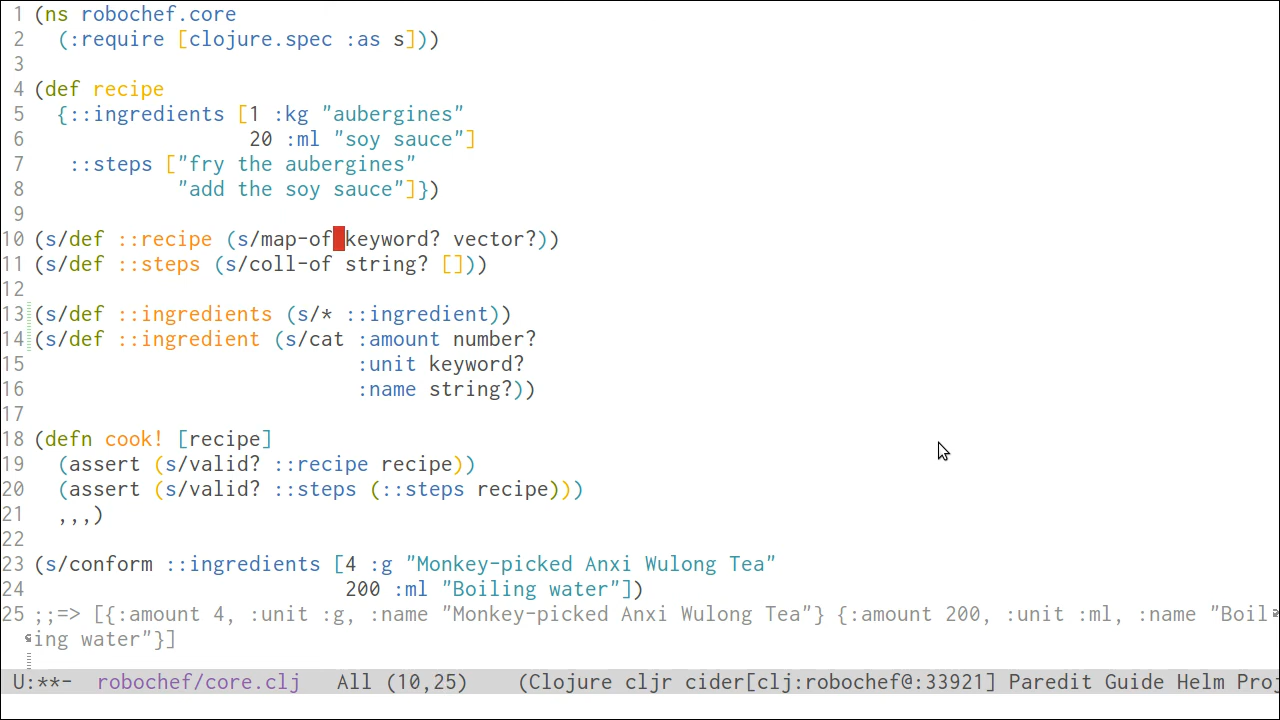 1 (ns robochef.core
2   (:require [clojure.spec :as s]))
3
4 (def recipe
5   {::ingredients [1 :kg "aubergines"
6                   20 :ml "soy sauce"]
7    ::steps ["fry the aubergines"
8             "add the soy sauce"]})
9
10 (s/def ::recipe (s/map-of keyword? vector?))
11 (s/def ::steps (s/coll-of string? []))
12
13 (s/def ::ingredients (s/* ::ingredient))
14 (s/def ::ingredient (s/cat :amount number?
15                            :unit keyword?
16                            :name string?))
17
18 (defn cook! [recipe]
19   (assert (s/valid? ::recipe recipe))
20   (assert (s/valid? ::steps (::steps recipe)))
21   ,,,)
22
23 (s/conform ::ingredients [4 :g "Monkey-picked Anxi Wulong Tea"
24                           200 :ml "Boiling water"])
25 ;;=> [{:amount 4, :unit :g, :name "Monkey-picked Anxi Wulong Tea"} {:amount 200, :unit :ml, :name "Boil
ing water"}]
U:**-  robochef/core.clj   All (10,25)    (Clojure cljr cider[clj:robochef@:33921] Paredit Guide Helm Proj